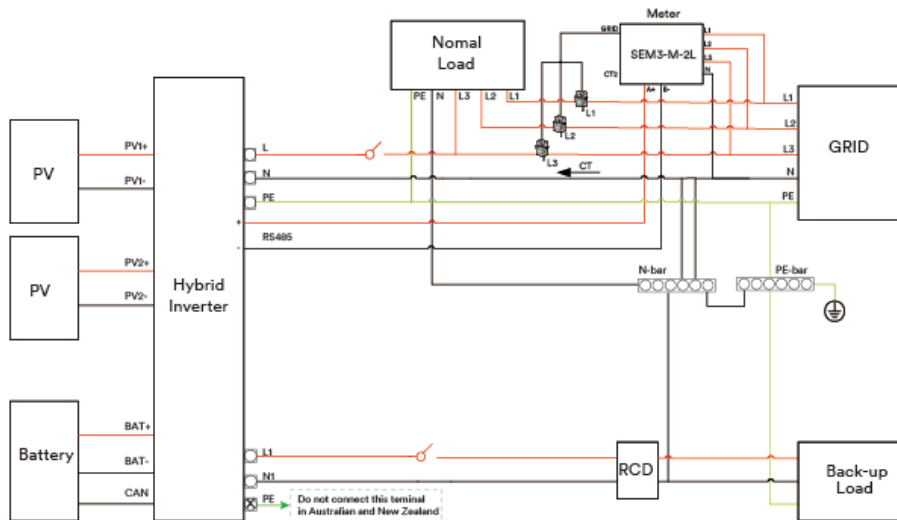 Meter
GRID
L1
L2
L3
N
SEM3-M-2L
CT2
A+ B-
Nomal
Load
PE N L3 L2 L1
L1
L2
L3
CT
L1
L2
L3
N
PE
GRID
PV
PV1+
PV1-
L
N
PE
+
RS485
-
PV
PV2+
PV2-
Hybrid
Inverter
N-bar
PE-bar
Battery
BAT+
BAT-
CAN
L1
N1
PE
Do not connect this teminal
in Australian and New Zealand
RCD
Back-up
Load